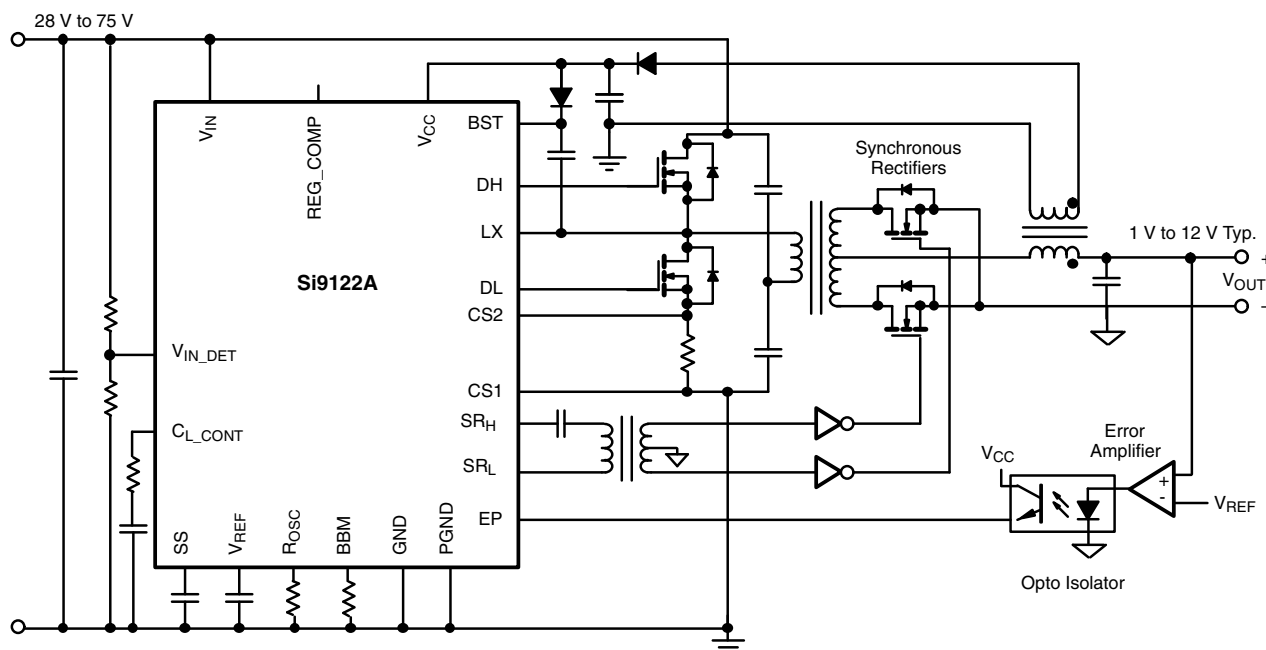 28 V to 75 V
VIN
REG_COMP
VCC
BST
DH
LX
Si9122A
DL
CS2
VIN_DET
CS1
SRH
CL_CONT
SRL
EP
SS
VREF
ROSC
BBM
GND
PGND
Synchronous
Rectifiers
1 V to 12 V Typ.
+
VOUT
-
Error
Amplifier
VCC
+
-
VREF
Opto Isolator